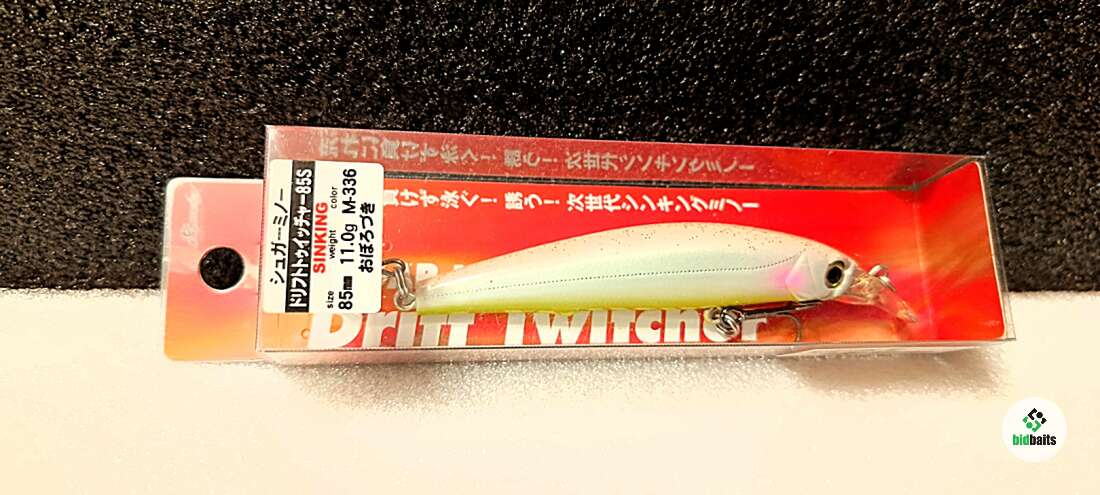 負けず泳ぐ! 誘う! 次世代シンキングミノー
シュガーミノー
ドリフトトゥイッチャー85S
SINKING
size weight color
85mm 11.0g M-336
おぼろづき
Drift Twitcher
bidbaits